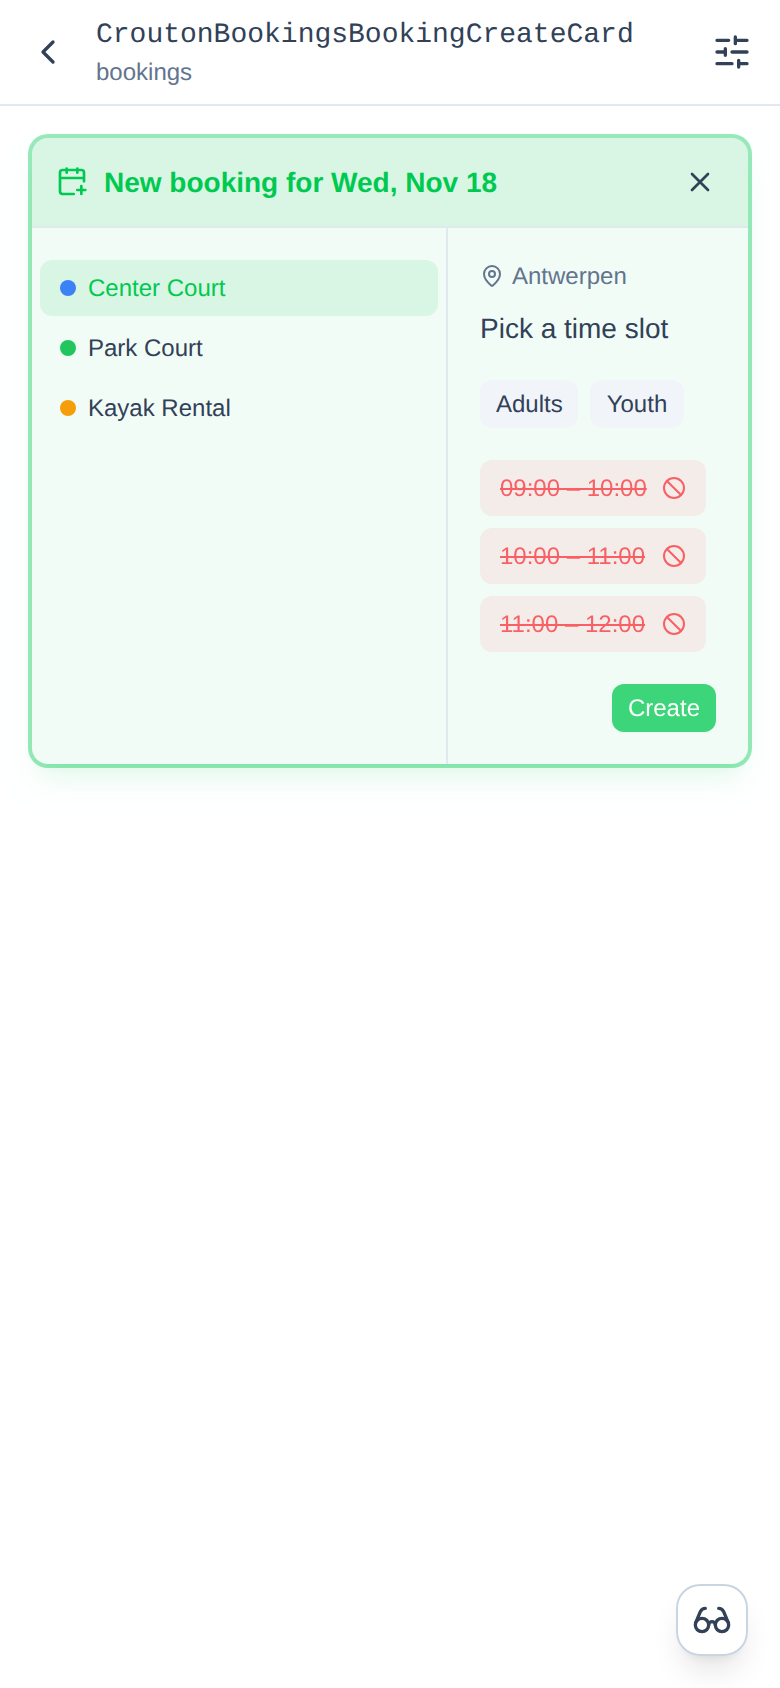 CroutonBookingsBookingCreateCard
bookings
New booking for Wed, Nov 18
Center Court
Park Court
Kayak Rental
Antwerpen
Pick a time slot
Adults
Youth
09:00 – 10:00
10:00 – 11:00
11:00 – 12:00
Create